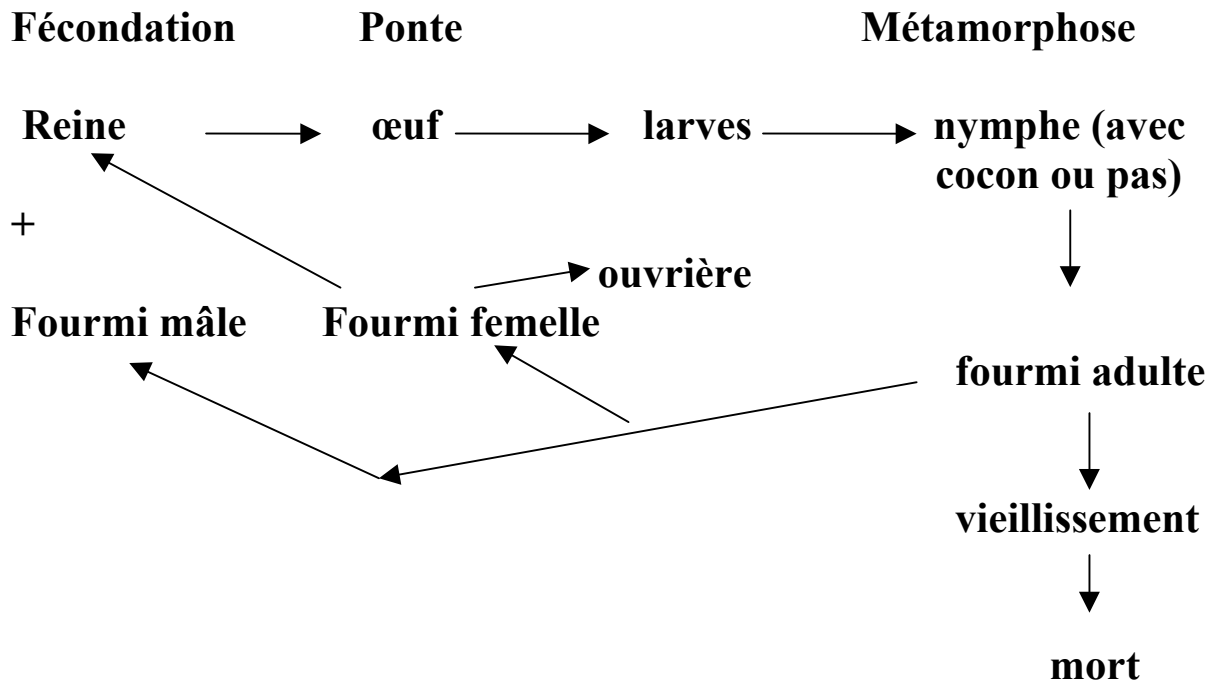 Fécondation Ponte Métamorphose
Reine œuf larves nymphe (avec
cocon ou pas)
+
ouvrière
Fourmi mâle Fourmi femelle
fourmi adulte
vieillissement
mort